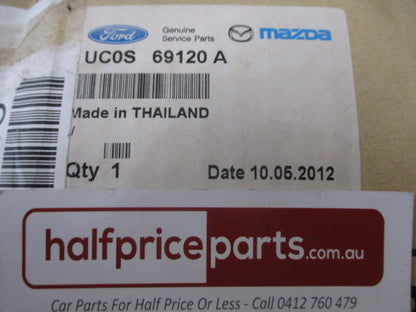 Ford Genuine Service Parts mazda
UC0S 69120 A
Made in THAILAND
Qty 1 Date 10.05.2012
halfpriceparts.com.au
Car Parts For Half Price Or Less - Call 0412 760 479